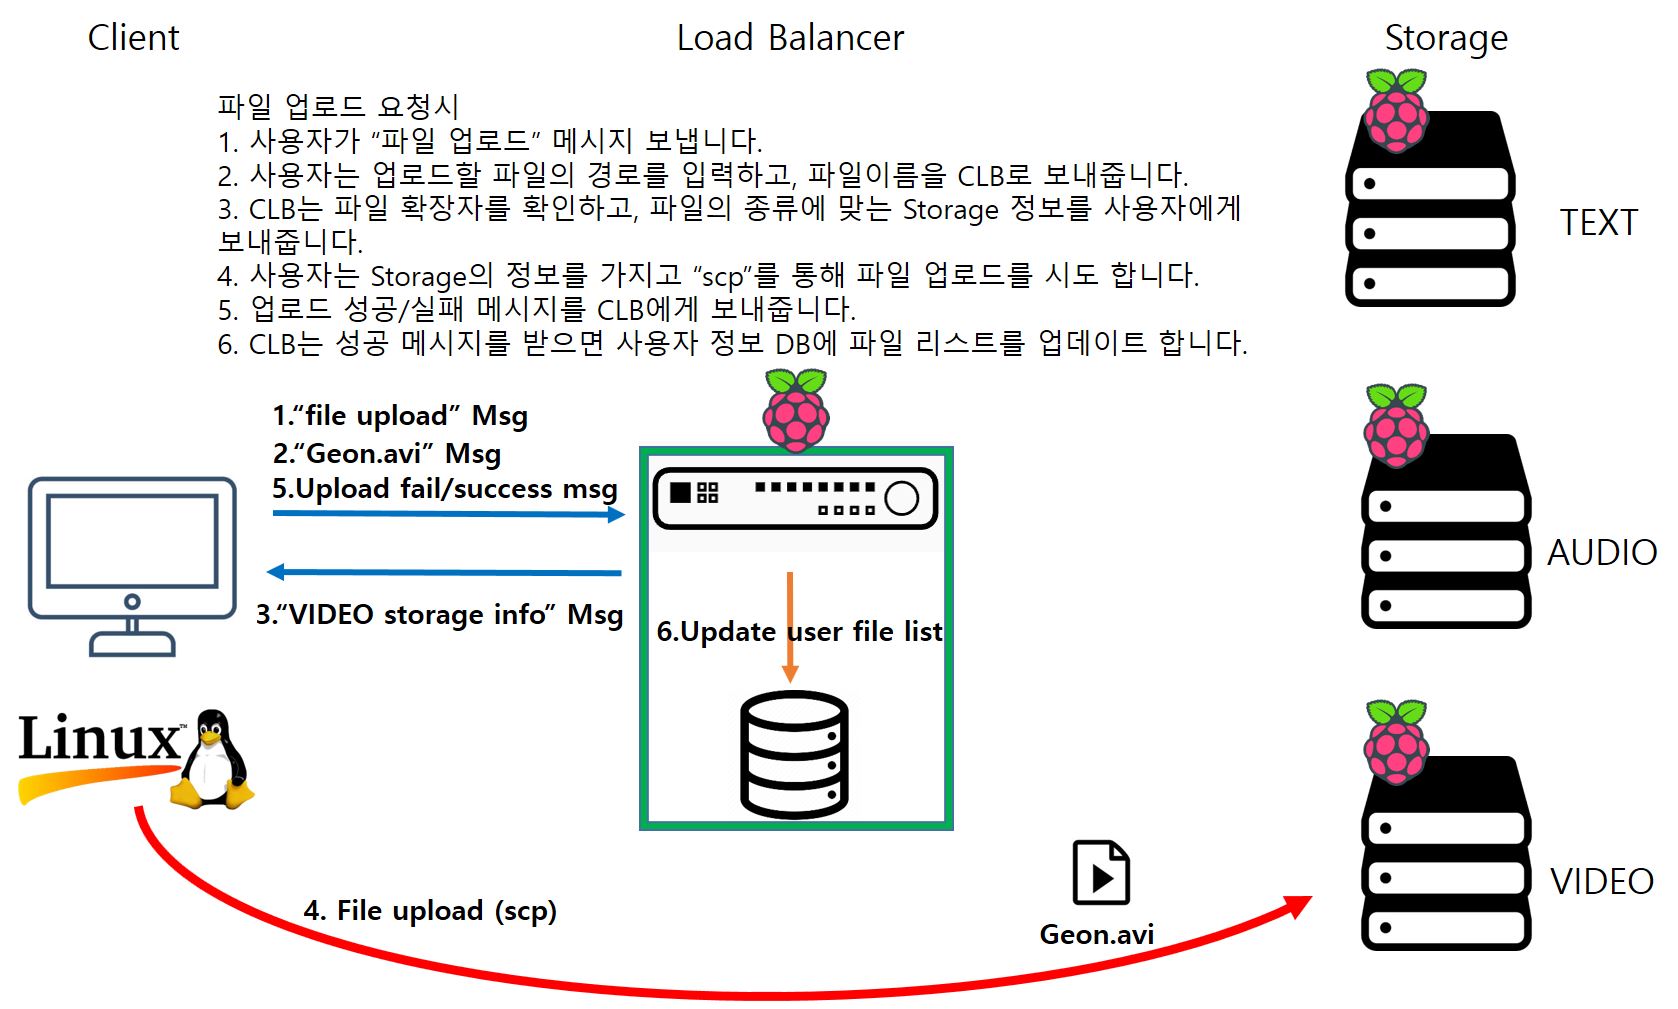 Client
Load Balancer
Storage
파일 업로드 요청시
1. 사용자가 “파일 업로드” 메시지 보냅니다.
2. 사용자는 업로드할 파일의 경로를 입력하고, 파일이름을 CLB로 보내줍니다.
3. CLB는 파일 확장자를 확인하고, 파일의 종류에 맞는 Storage 정보를 사용자에게
보내줍니다.
4. 사용자는 Storage의 정보를 가지고 “scp”를 통해 파일 업로드를 시도 합니다.
5. 업로드 성공/실패 메시지를 CLB에게 보내줍니다.
6. CLB는 성공 메시지를 받으면 사용자 정보 DB에 파일 리스트를 업데이트 합니다.
TEXT
1.“file upload” Msg
2.“Geon.avi” Msg
5.Upload fail/success msg
3.“VIDEO storage info” Msg
6.Update user file list
AUDIO
Linux™
VIDEO
4. File upload (scp)
Geon.avi